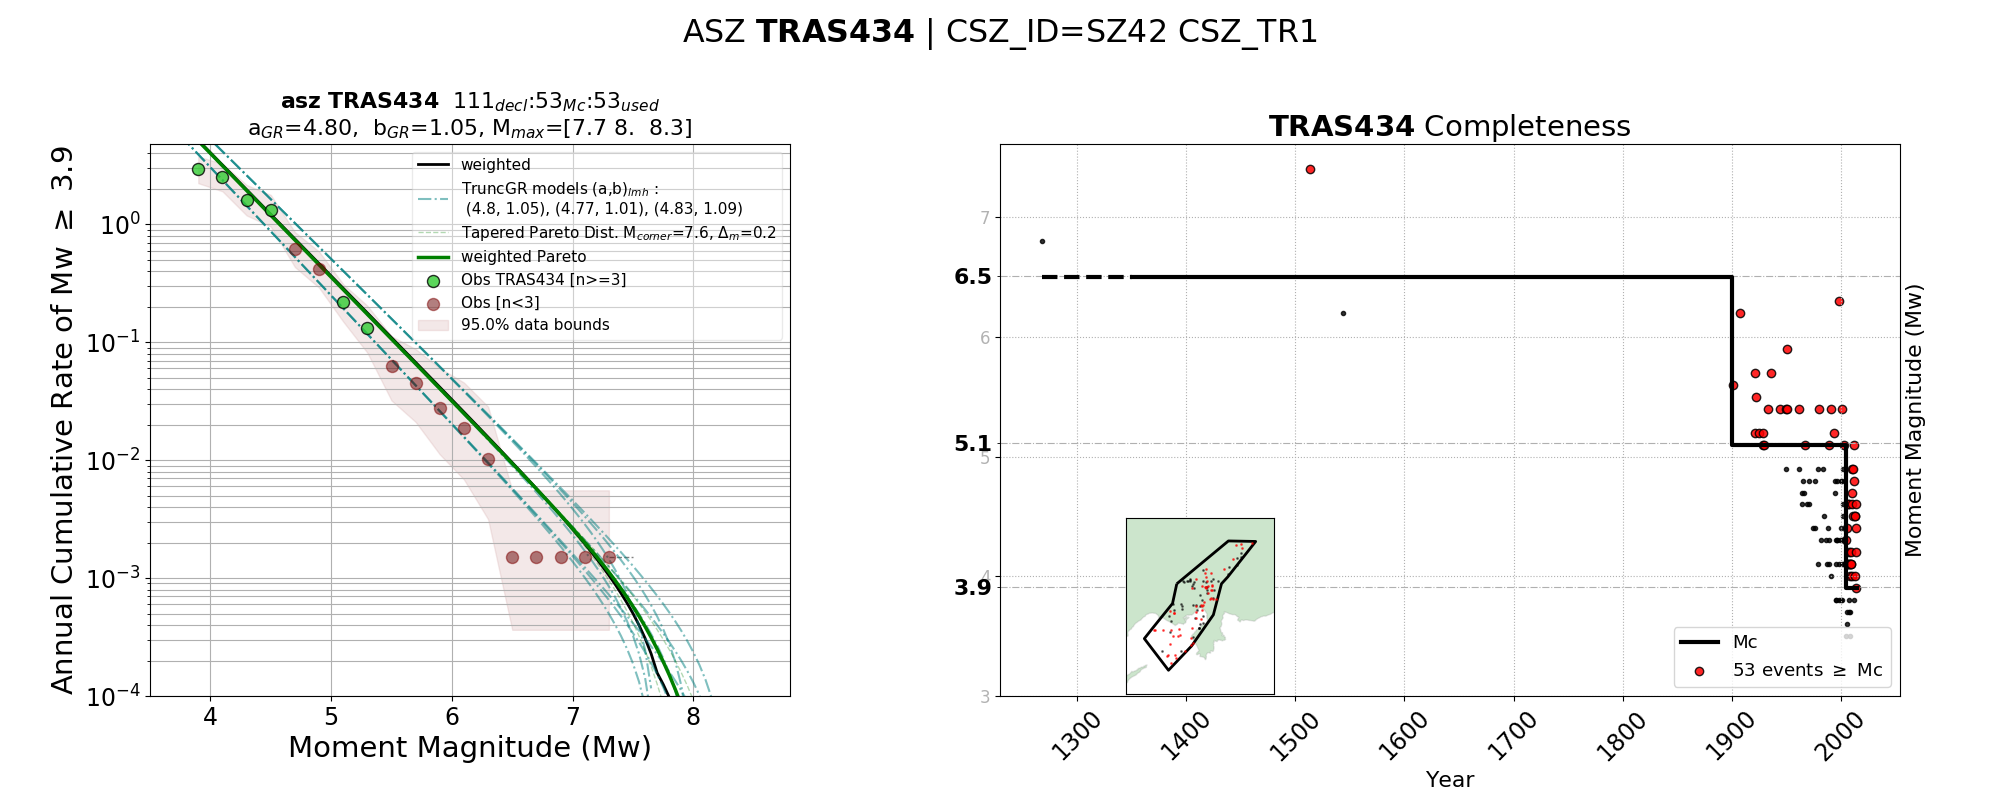 ASZ TRAS434 | CSZ_ID=SZ42 CSZ_TR1
asz TRAS434 111decl:53Mc:53used
aGR=4.80, bGR=1.05, Mmax=[7.7 8. 8.3]
Annual Cumulative Rate of Mw ≥ 3.9
10^0
10^-1
10^-2
10^-3
10^-4
weighted
TruncGR models (a,b)lmh :
(4.8, 1.05), (4.77, 1.01), (4.83, 1.09)
Tapered Pareto Dist. Mcorner=7.6, Δm=0.2
weighted Pareto
Obs TRAS434 [n>=3]
Obs [n<3]
95.0% data bounds
4 5 6 7 8
Moment Magnitude (Mw)
TRAS434 Completeness
7
6.5
6
5.1
5
4
3.9
3
Moment Magnitude (Mw)
Mc
53 events ≥ Mc
1300 1400 1500 1600 1700 1800 1900 2000
Year